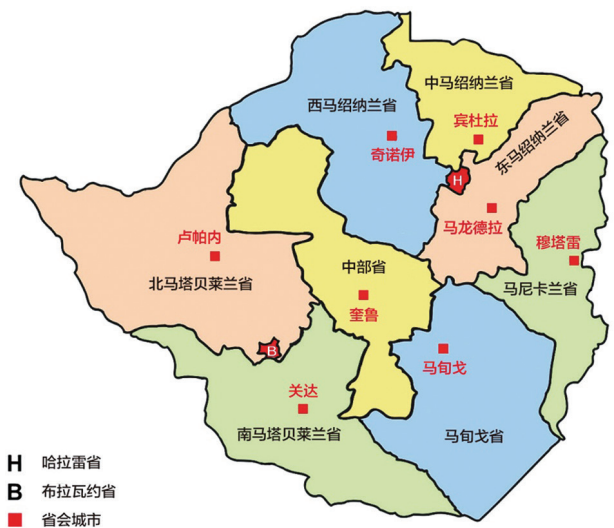 中马绍纳兰省
西马绍纳兰省
宾杜拉
东马绍纳兰省
奇诺伊
H
马龙德拉
卢帕内
穆塔雷
中部省
北马塔贝莱兰省
马尼卡兰省
奎鲁
B
马旬戈
关达
南马塔贝莱兰省
马旬戈省
H 哈拉雷省
B 布拉瓦约省
省会城市